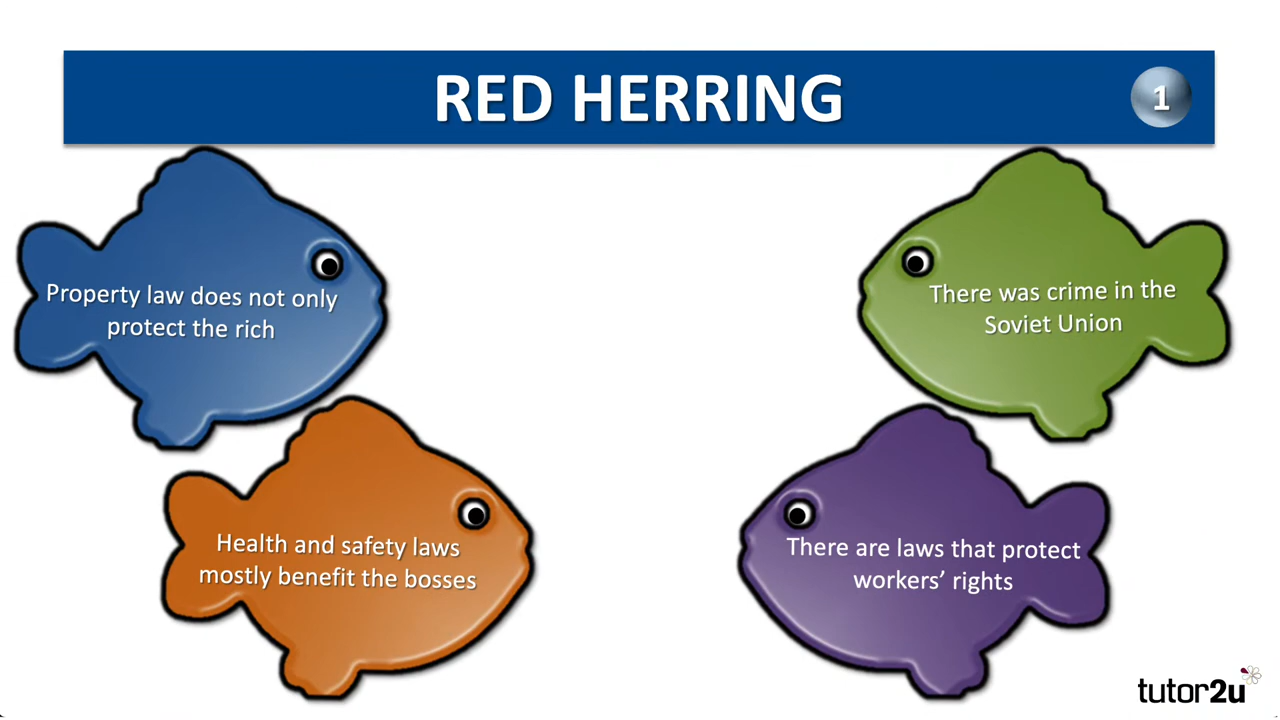 RED HERRING
1
Property law does not only
protect the rich
There was crime in the
Soviet Union
Health and safety laws
mostly benefit the bosses
There are laws that protect
workers’ rights
tutor2u